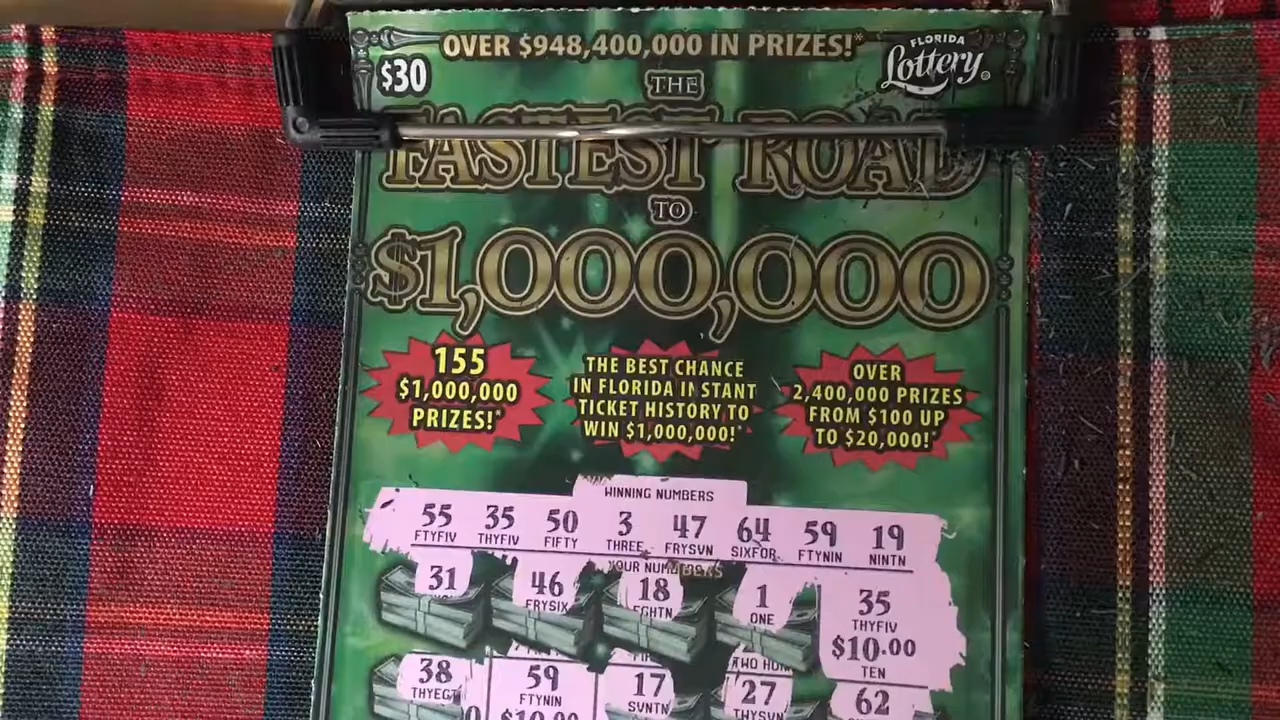 OVER $948,400,000 IN PRIZES!*
FLORIDA
Lottery
$30
THE
FASTEST ROAD
TO
$1,000,000
155
$1,000,000
PRIZES!*
THE BEST CHANCE
IN FLORIDA INSTANT
TICKET HISTORY TO
WIN $1,000,000!*
OVER
2,400,000 PRIZES
FROM $100 UP
TO $20,000!*
WINNING NUMBERS
55 35 50 3 47 64 59 19
FTYFIV THYFIV FIFTY THREE FRYSVN SIXFOR FTYNIN NINTN
YOUR NUMBERS
31 46 18 1 35
FRYSIX EGHTN ONE THYFIV
$10.00
TEN
TWO
38 59 17 27 62
THYEGT FTYNIN SVNTN THYSVN
$10.00